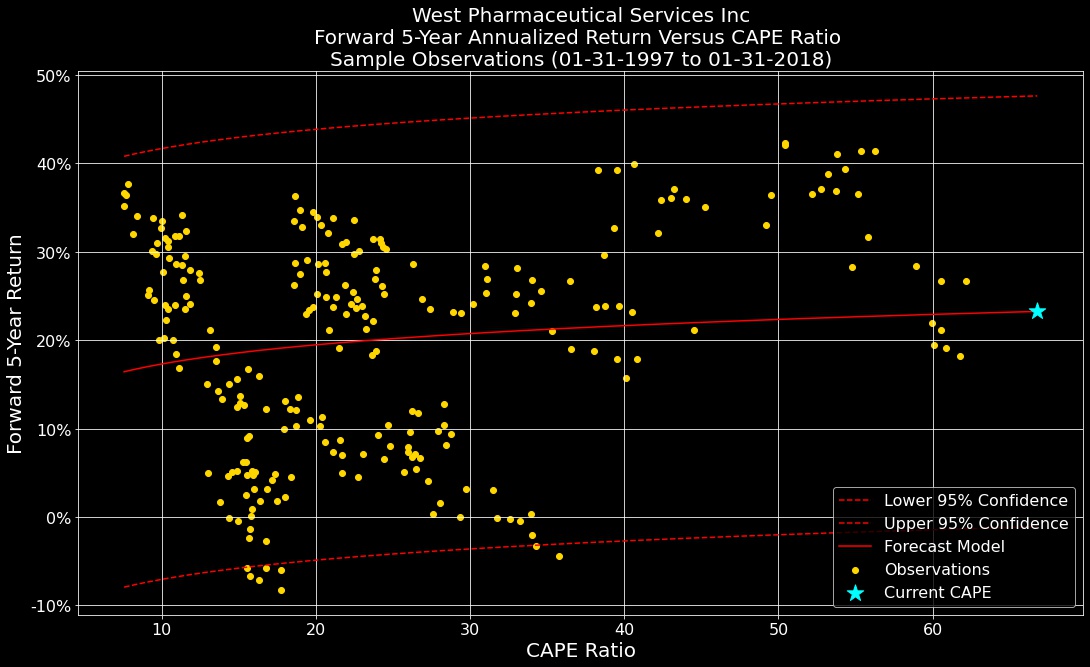 West Pharmaceutical Services Inc
Forward 5-Year Annualized Return Versus CAPE Ratio
Sample Observations (01-31-1997 to 01-31-2018)
50%
40%
30%
20%
10%
0%
-10%
Forward 5-Year Return
Lower 95% Confidence
Upper 95% Confidence
Forecast Model
Observations
Current CAPE
10 20 30 40 50 60
CAPE Ratio